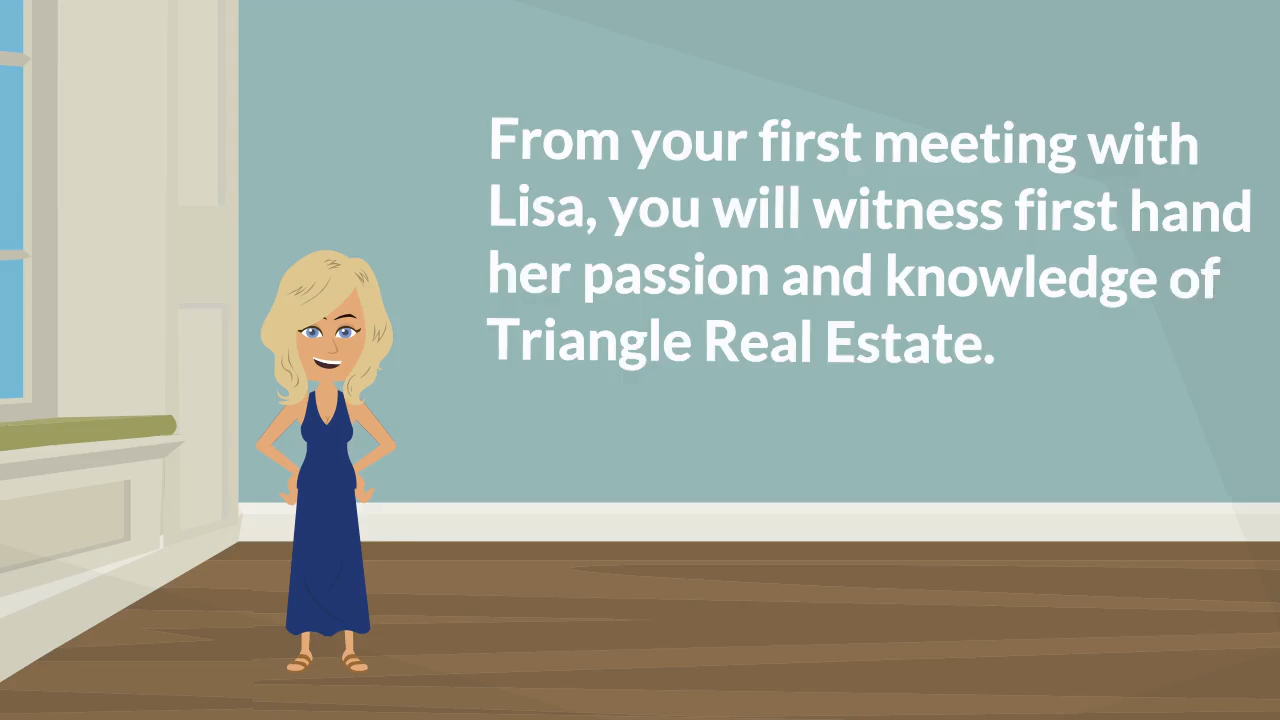 From your first meeting with
Lisa, you will witness first hand
her passion and knowledge of
Triangle Real Estate.